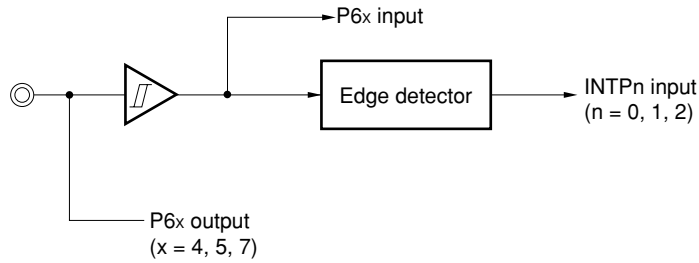 P6x input
Edge detector
INTPn input
(n = 0, 1, 2)
P6x output
(x = 4, 5, 7)